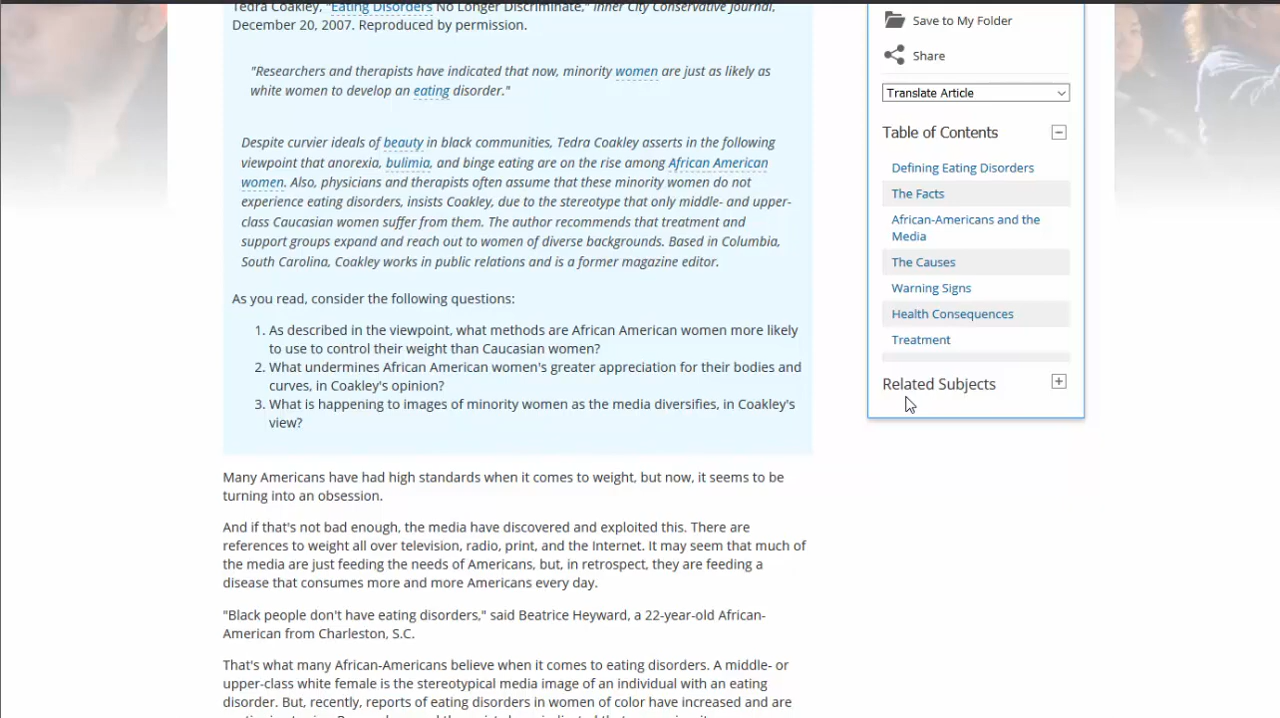 Tedra Coakley, "Eating Disorders No Longer Discriminate," Inner City Conservative Journal,
December 20, 2007. Reproduced by permission.
"Researchers and therapists have indicated that now, minority women are just as likely as
white women to develop an eating disorder."
Despite curvier ideals of beauty in black communities, Tedra Coakley asserts in the following
viewpoint that anorexia, bulimia, and binge eating are on the rise among African American
women. Also, physicians and therapists often assume that these minority women do not
experience eating disorders, insists Coakley, due to the stereotype that only middle- and upper-
class Caucasian women suffer from them. The author recommends that treatment and
support groups expand and reach out to women of diverse backgrounds. Based in Columbia,
South Carolina, Coakley works in public relations and is a former magazine editor.
As you read, consider the following questions:
1. As described in the viewpoint, what methods are African American women more likely
to use to control their weight than Caucasian women?
2. What undermines African American women's greater appreciation for their bodies and
curves, in Coakley's opinion?
3. What is happening to images of minority women as the media diversifies, in Coakley's
view?
Many Americans have had high standards when it comes to weight, but now, it seems to be
turning into an obsession.
And if that's not bad enough, the media have discovered and exploited this. There are
references to weight all over television, radio, print, and the Internet. It may seem that much of
the media are just feeding the needs of Americans, but, in retrospect, they are feeding a
disease that consumes more and more Americans every day.
"Black people don't have eating disorders," said Beatrice Heyward, a 22-year-old African-
American from Charleston, S.C.
That's what many African-Americans believe when it comes to eating disorders. A middle- or
upper-class white female is the stereotypical media image of an individual with an eating
disorder. But, recently, reports of eating disorders in women of color have increased and are
Save to My Folder
Share
Translate Article
Table of Contents
Defining Eating Disorders
The Facts
African-Americans and the
Media
The Causes
Warning Signs
Health Consequences
Treatment
Related Subjects